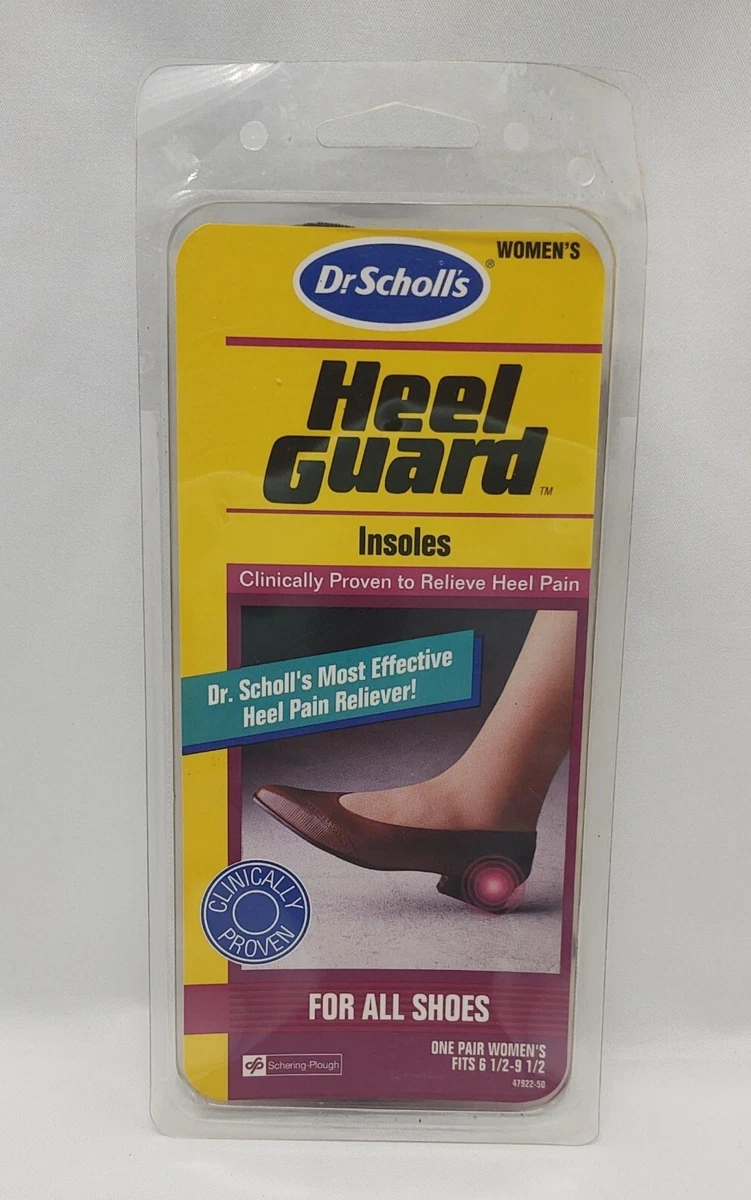 WOMEN'S
Dr. Scholl's®
Heel
Guard™
Insoles
Clinically Proven to Relieve Heel Pain
Dr. Scholl's Most Effective
Heel Pain Reliever!
CLINICALLY
PROVEN
FOR ALL SHOES
ONE PAIR WOMEN'S
FITS 6 1/2-9 1/2
Schering-Plough
47922-50